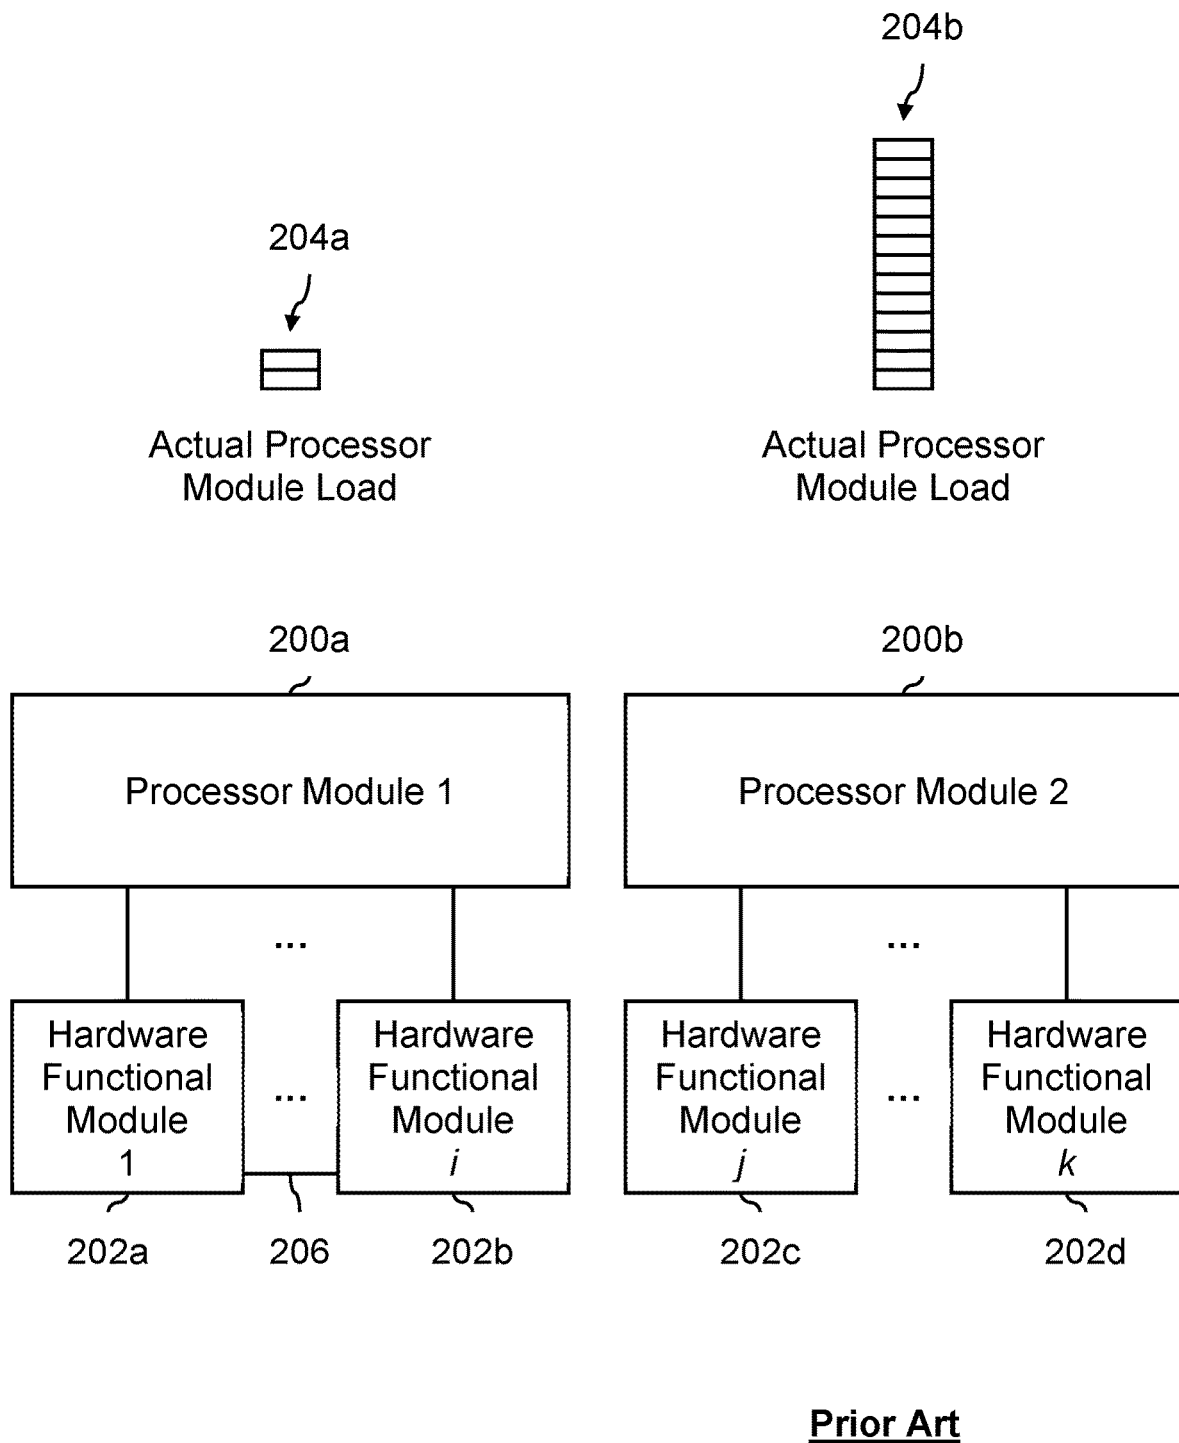 204b
204a
Actual Processor
Module Load
Actual Processor
Module Load
200a
200b
Processor Module 1
Processor Module 2
...
...
Hardware
Functional
Module
1
...
Hardware
Functional
Module
i
Hardware
Functional
Module
j
...
Hardware
Functional
Module
k
202a
206
202b
202c
202d
Prior Art